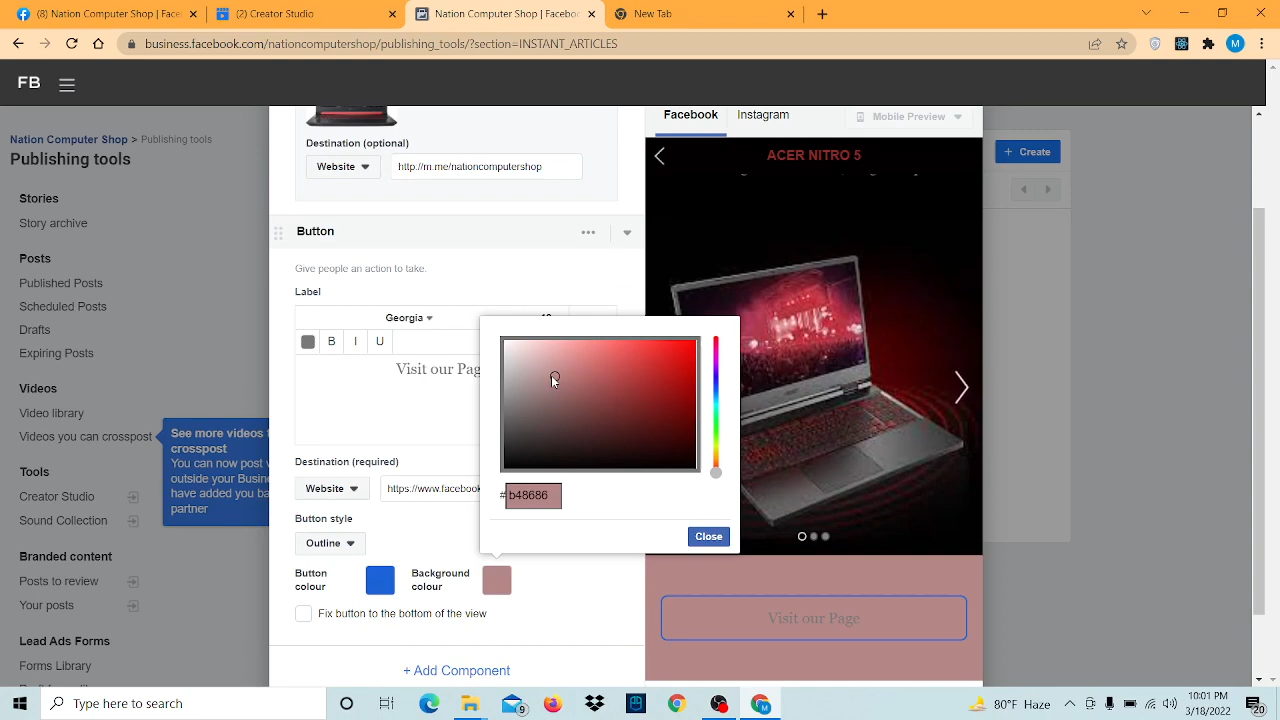 (8) Nation Computer Shop | Faceb
(3) Creator Studio
Nation Computer Shop | Faceboo
New Tab
business.facebook.com/nationcomputershop/publishing_tools/?section=INSTANT_ARTICLES
M
FB
Nation Computer Shop > Publishing tools
Publishing tools
+ Create
Stories
Story archive
Posts
Published Posts
Scheduled Posts
Drafts
Expiring Posts
Videos
Video library
Videos you can crosspost
See more videos
crosspost
You can now post
outside your Busin
have added you ba
partner
Tools
Creator Studio
Sound Collection
Branded content
Posts to review
Your posts
Lead Ads Forms
Forms Library
Destination (optional)
Website
http://m.me/nationcomputershop
Button
Give people an action to take.
Label
Georgia
B I U
Visit our Pag
Destination (required)
Website
https://www.facebook
Button style
Outline
Button
colour
Background
colour
Fix button to the bottom of the view
+ Add Component
#b48686
Close
Facebook
Instagram
Mobile Preview
ACER NITRO 5
Visit our Page
Type here to search
9
M
80°F Haze
10:01 PM
3/18/2022
20